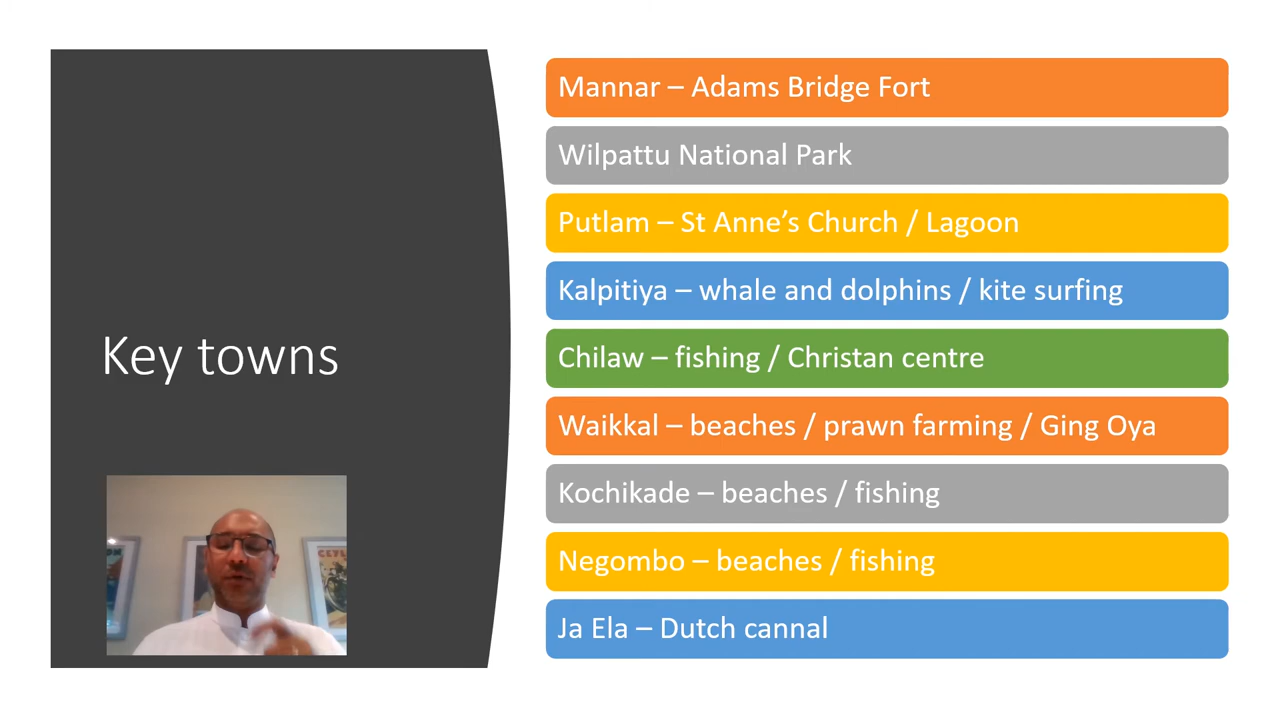 Key towns
Mannar – Adams Bridge Fort
Wilpattu National Park
Putlam – St Anne’s Church / Lagoon
Kalpitiya – whale and dolphins / kite surfing
Chilaw – fishing / Christan centre
Waikkal – beaches / prawn farming / Ging Oya
Kochikade – beaches / fishing
Negombo – beaches / fishing
Ja Ela – Dutch cannal